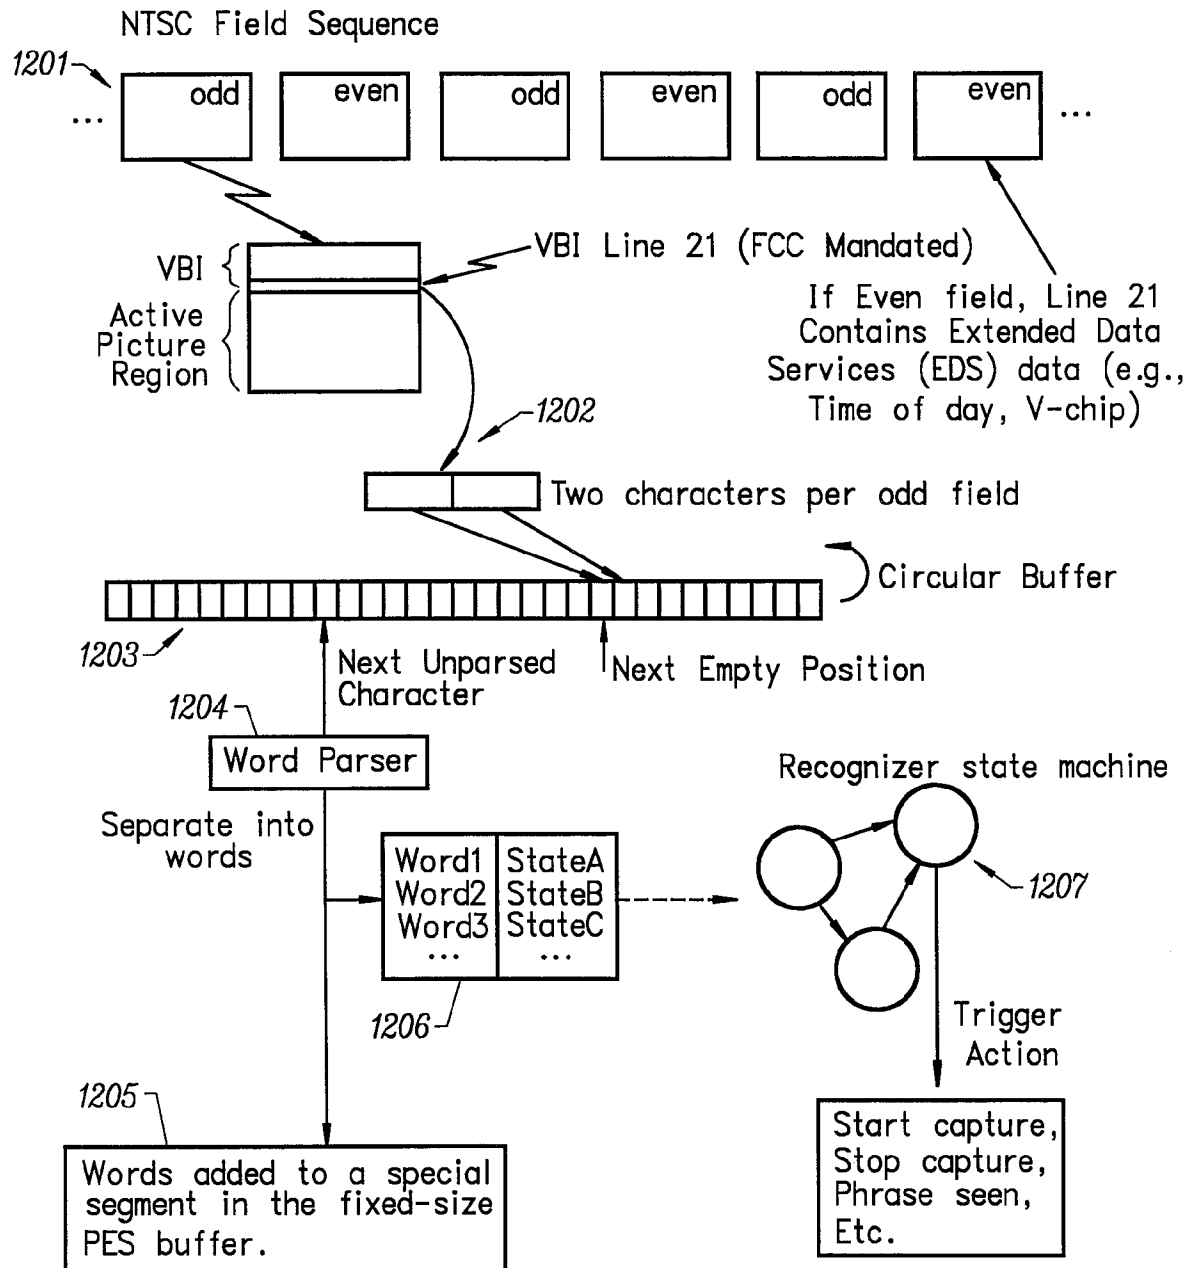 NTSC Field Sequence
1201
... odd even odd even odd even ...
VBI
VBI Line 21 (FCC Mandated)
Active
Picture
Region
If Even field, Line 21
Contains Extended Data
Services (EDS) data (e.g.,
Time of day, V-chip)
1202
Two characters per odd field
Circular Buffer
1203
Next Unparsed
Character
Next Empty Position
1204
Word Parser
Separate into
words
Word1 StateA
Word2 StateB
Word3 StateC
... ...
1206
Recognizer state machine
1207
Trigger
Action
1205
Words added to a special
segment in the fixed-size
PES buffer.
Start capture,
Stop capture,
Phrase seen,
Etc.